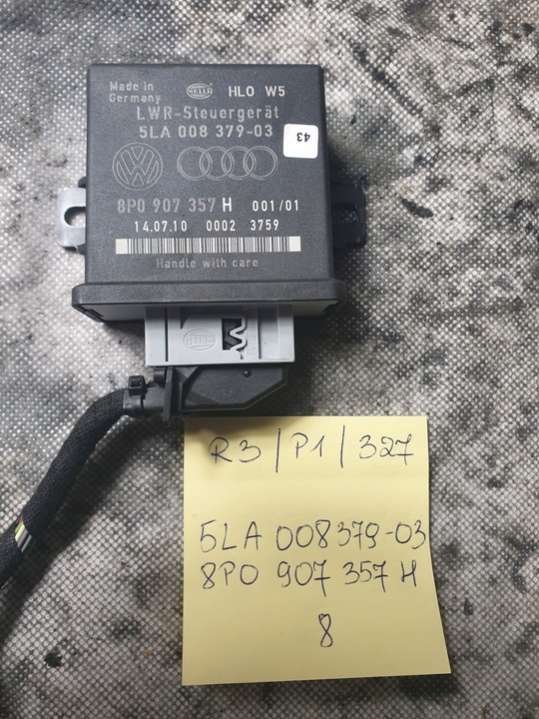 Made in
Germany
HELLA
HLO W5
LWR-Steuergerät
5LA 008 379-03
43
8P0 907 357 H 001/01
14.07.10 0002 3759
Handle with care
HELLA
R3/P1/327
5LA 008379-03
8P0 907 357 H
8